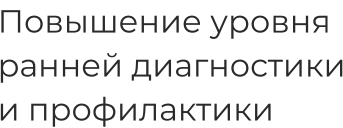 Повышение уровня
ранней диагностики
и профилактики